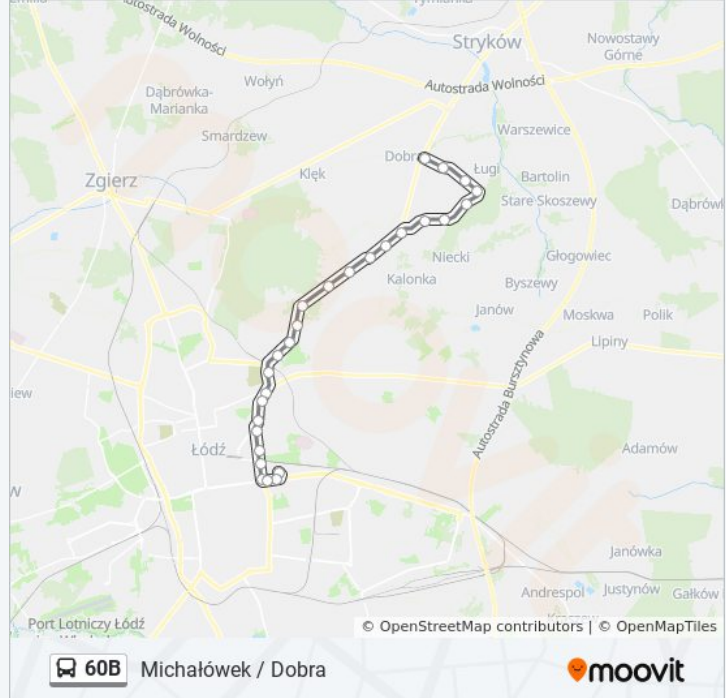 Autostrada Wolności
Stryków
Nowostawy
Górne
Autostrada Wolności
Wołyń
Dąbrówka-
Marianka
Smardzew
Warszewice
Dobra
Ługi
Klęk
Bartolin
Zgierz
Stare Skoszewy
Niecki
Głogowiec
Kalonka
Byszewy
Janów
Moskwa
Polik
Lipiny
Autostrada Bursztynowa
Łódź
Adamów
Janówka
Andrespol
Justynów
Gałków
Port Lotniczy Łódź
© OpenStreetMap contributors | © OpenMapTiles
60B Michałówek / Dobra
moovit